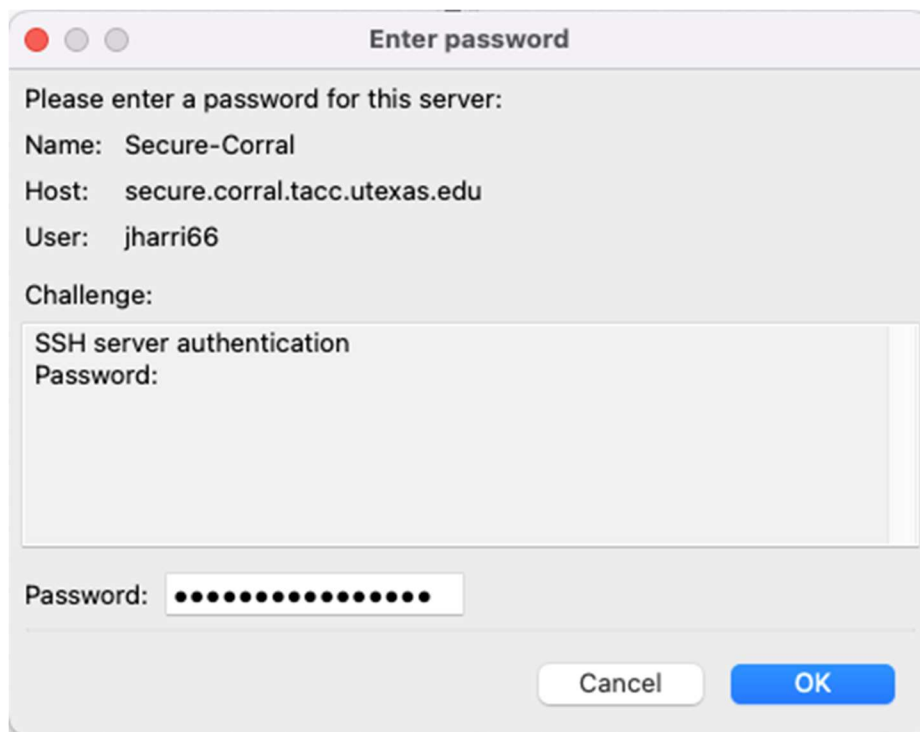 Enter password
Please enter a password for this server:
Name: Secure-Corral
Host: secure.corral.tacc.utexas.edu
User: jharri66
Challenge:
SSH server authentication
Password:
Password: ••••••••••••••••
Cancel OK